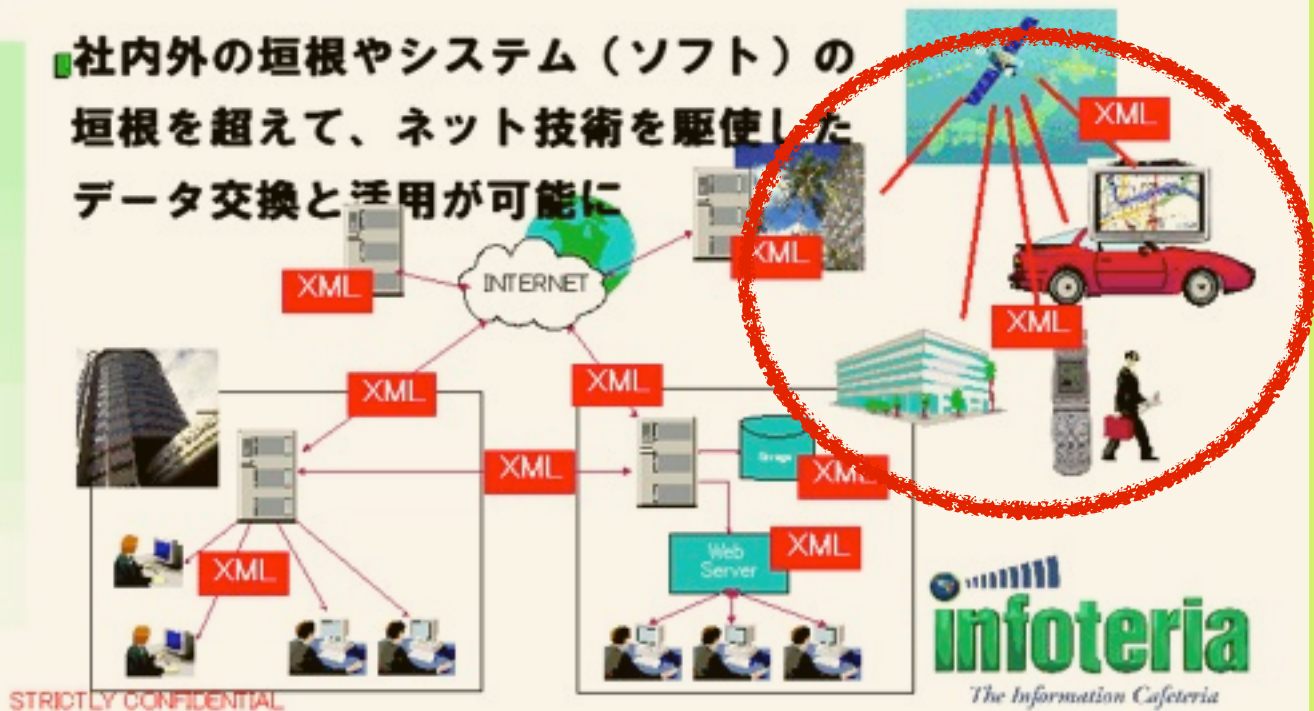 社内外の垣根やシステム（ソフト）の
垣根を超えて、ネット技術を駆使した
データ交換と活用が可能に
XML
XML
XML
INTERNET
XML
XML
XML
XML
XML
XML
Web
Server
XML
XML
infoteria
The Information Cafeteria
STRICTLY CONFIDENTIAL